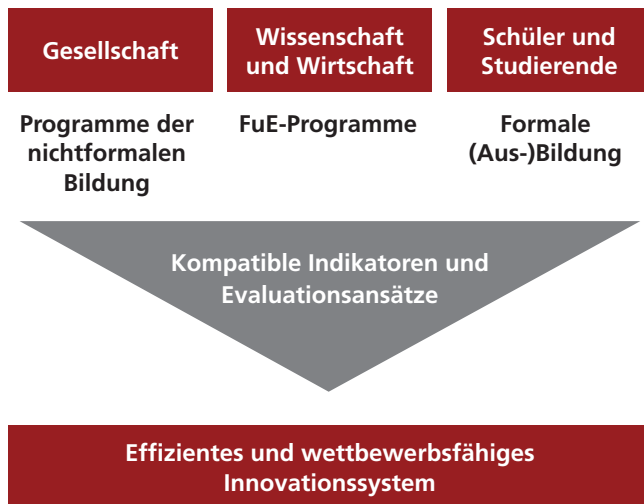 Gesellschaft
Wissenschaft
und Wirtschaft
Schüler und
Studierende
Programme der
nichtformalen
Bildung
FuE-Programme
Formale
(Aus-)Bildung
Kompatible Indikatoren und
Evaluationsansätze
Effizientes und wettbewerbsfähiges
Innovationssystem